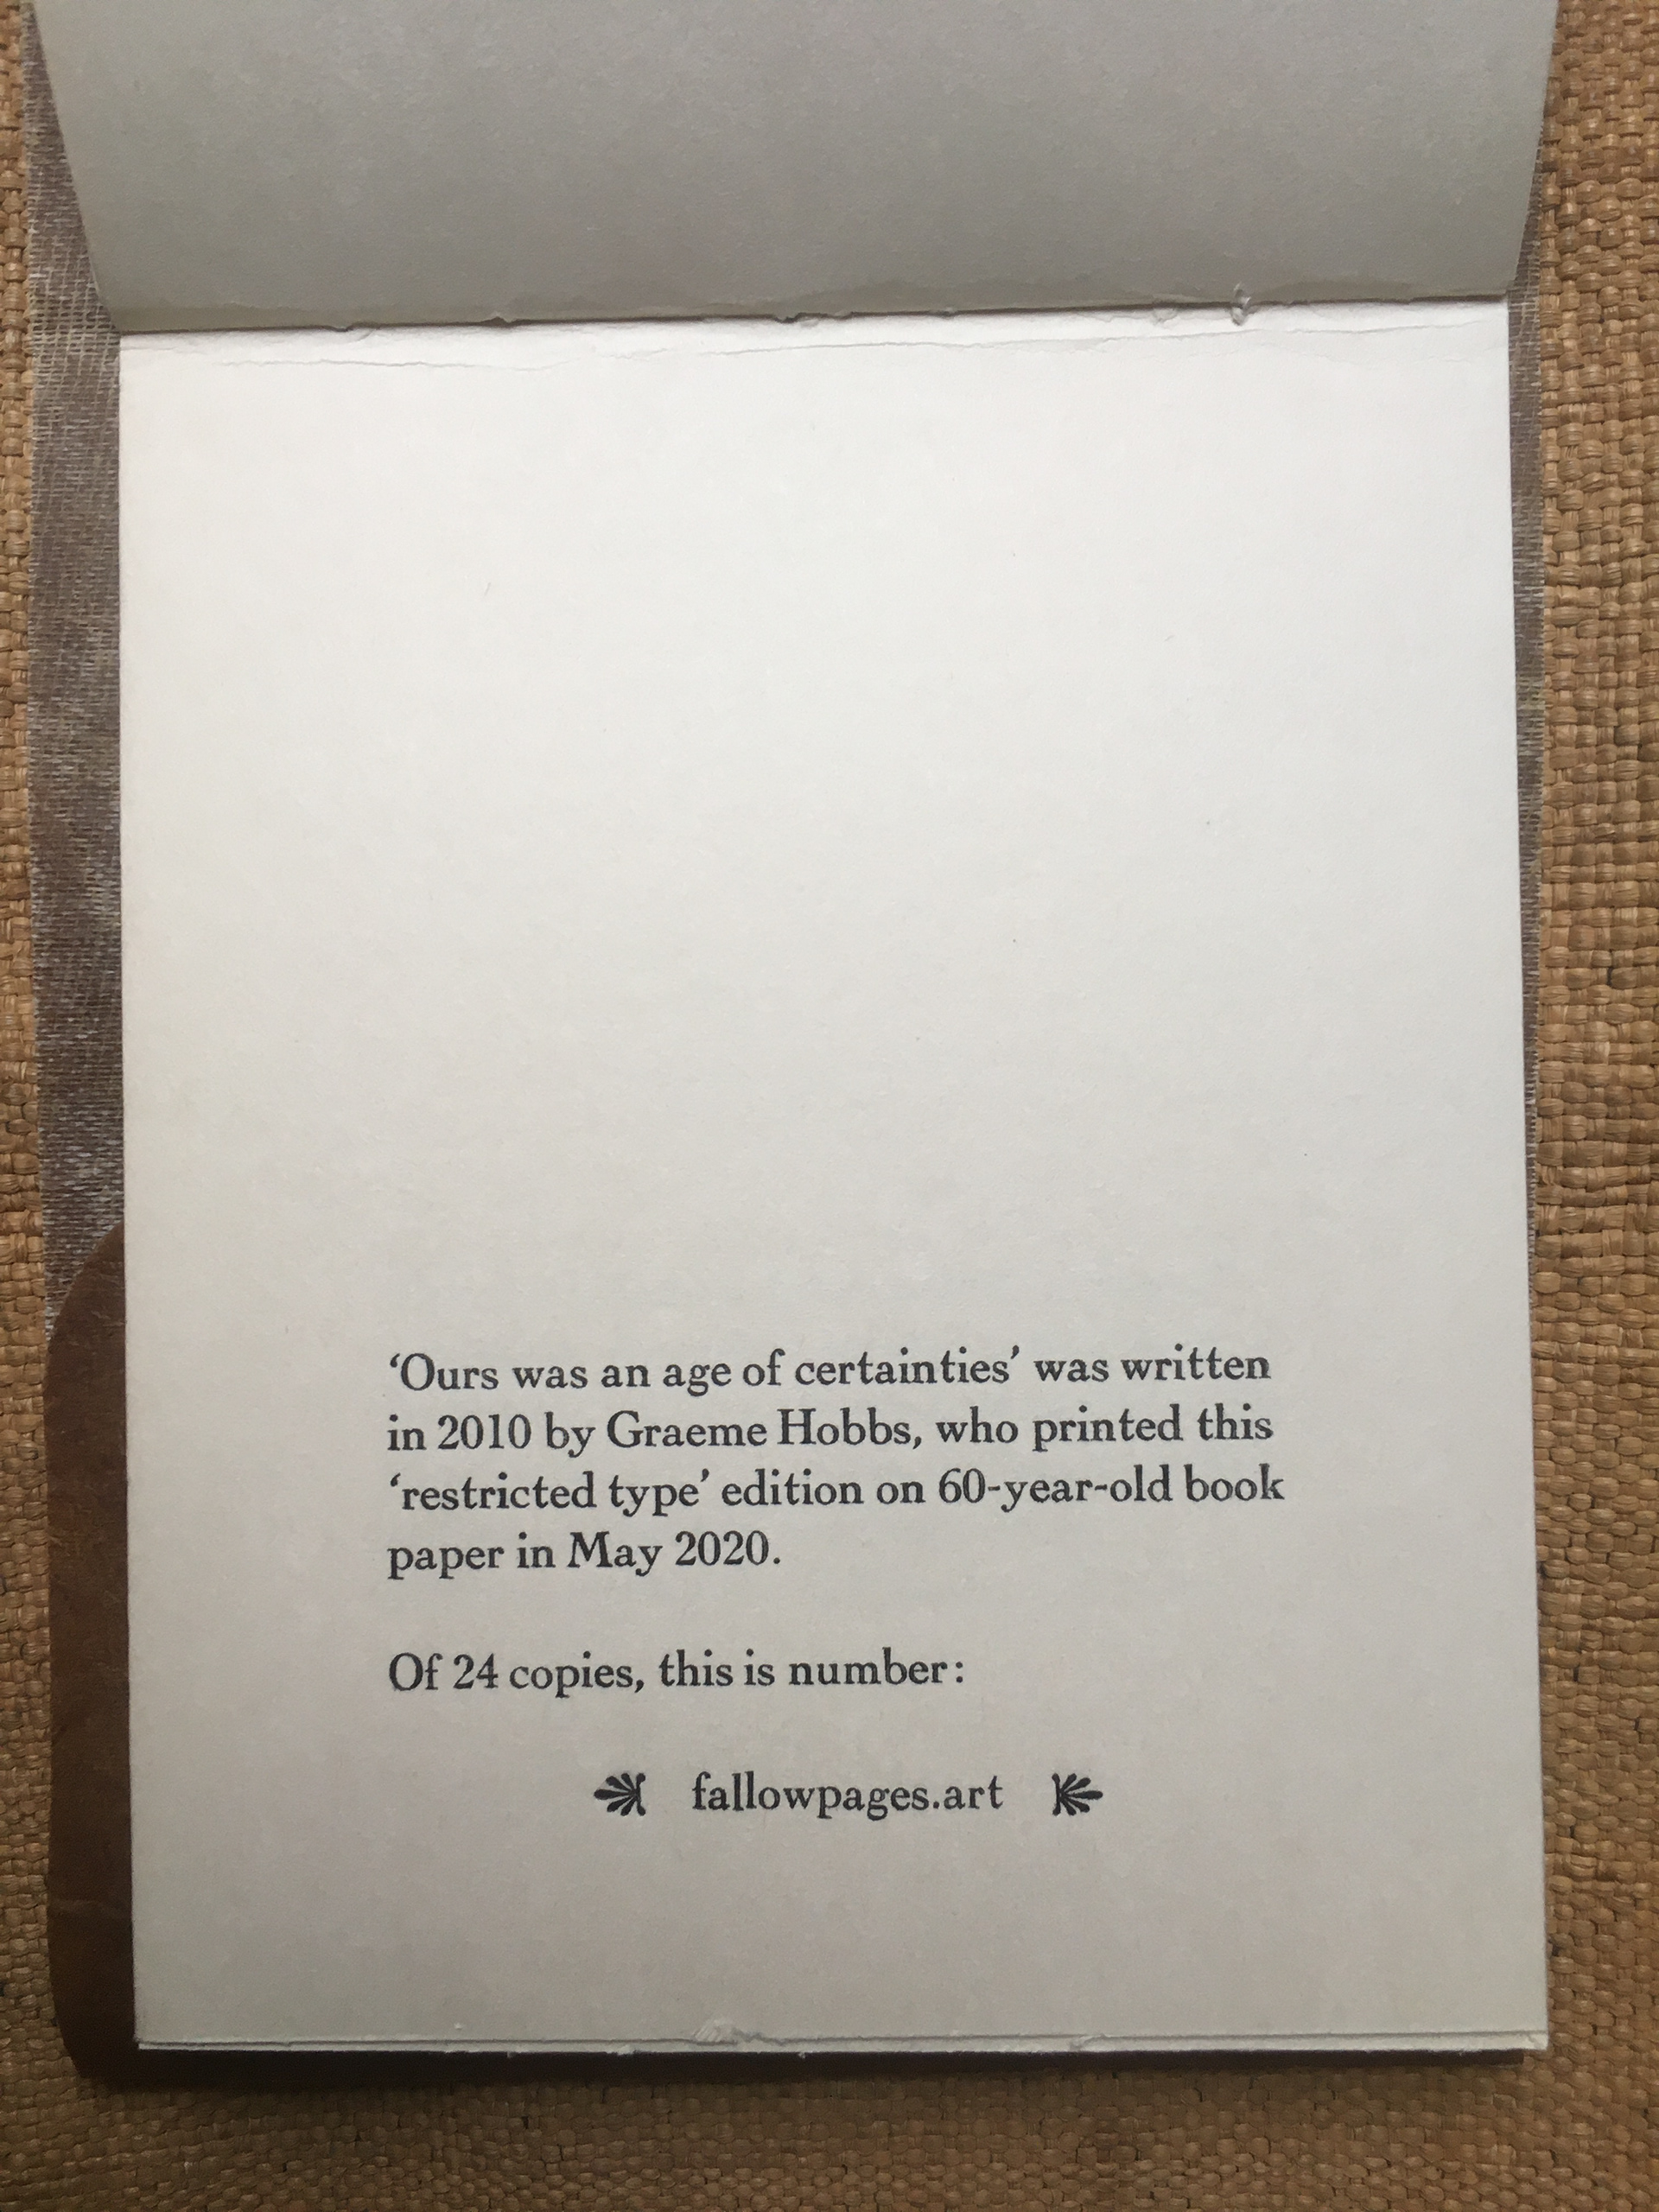 ‘Ours was an age of certainties’ was written
in 2010 by Graeme Hobbs, who printed this
‘restricted type’ edition on 60-year-old book
paper in May 2020.
Of 24 copies, this is number:
fallowpages.art